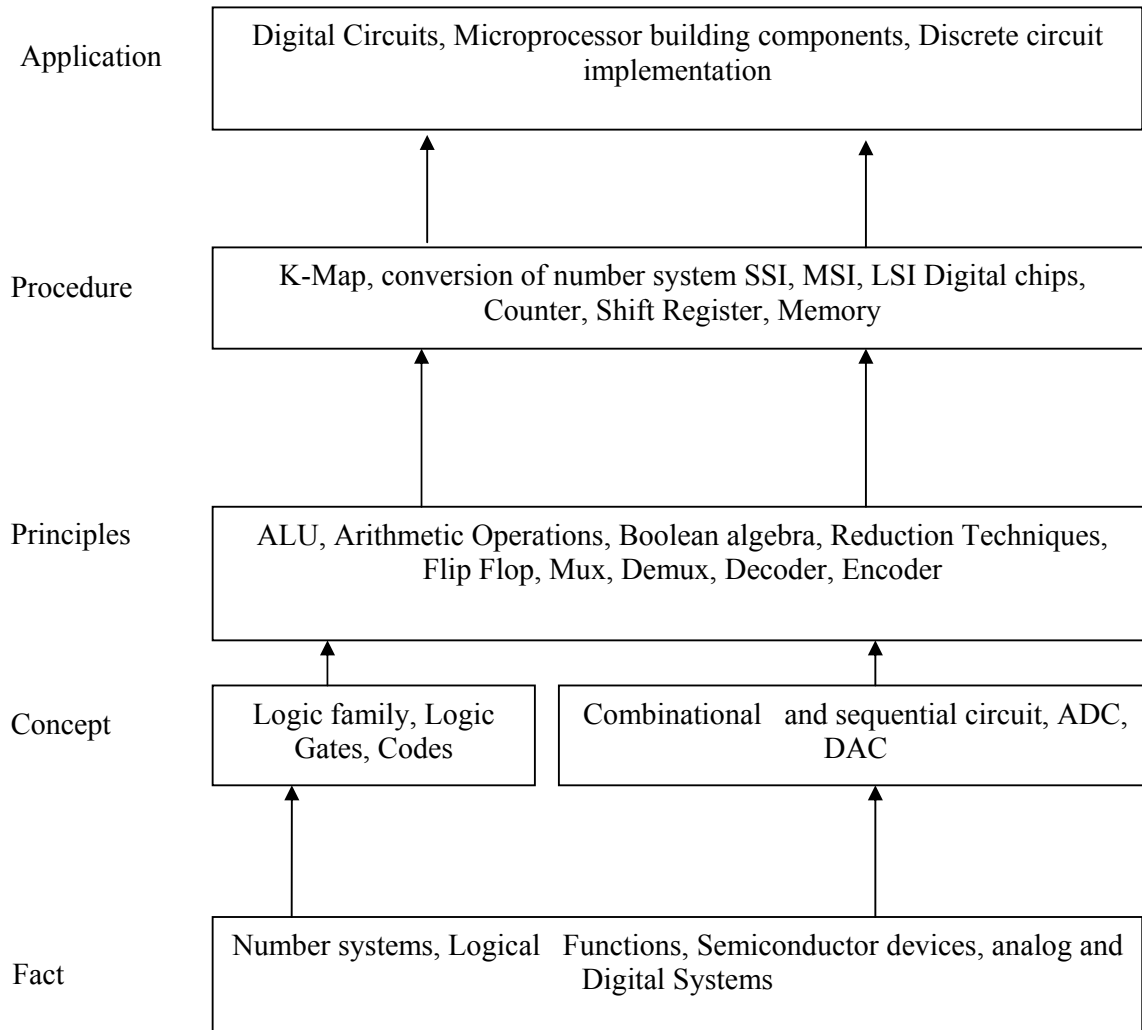 Application
Digital Circuits, Microprocessor building components, Discrete circuit
implementation
Procedure
K-Map, conversion of number system SSI, MSI, LSI Digital chips,
Counter, Shift Register, Memory
Principles
ALU, Arithmetic Operations, Boolean algebra, Reduction Techniques,
Flip Flop, Mux, Demux, Decoder, Encoder
Concept
Logic family, Logic
Gates, Codes
Combinational and sequential circuit, ADC,
DAC
Fact
Number systems, Logical Functions, Semiconductor devices, analog and
Digital Systems